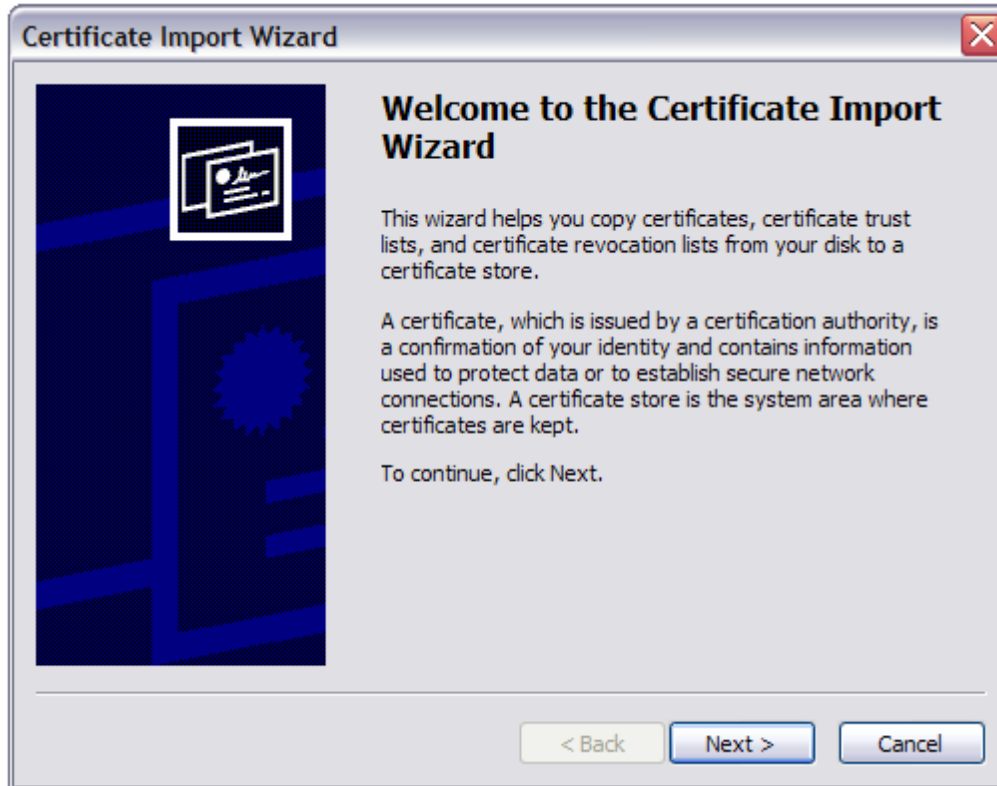 Certificate Import Wizard
Welcome to the Certificate Import
Wizard
This wizard helps you copy certificates, certificate trust
lists, and certificate revocation lists from your disk to a
certificate store.
A certificate, which is issued by a certification authority, is
a confirmation of your identity and contains information
used to protect data or to establish secure network
connections. A certificate store is the system area where
certificates are kept.
To continue, click Next.
< Back Next > Cancel